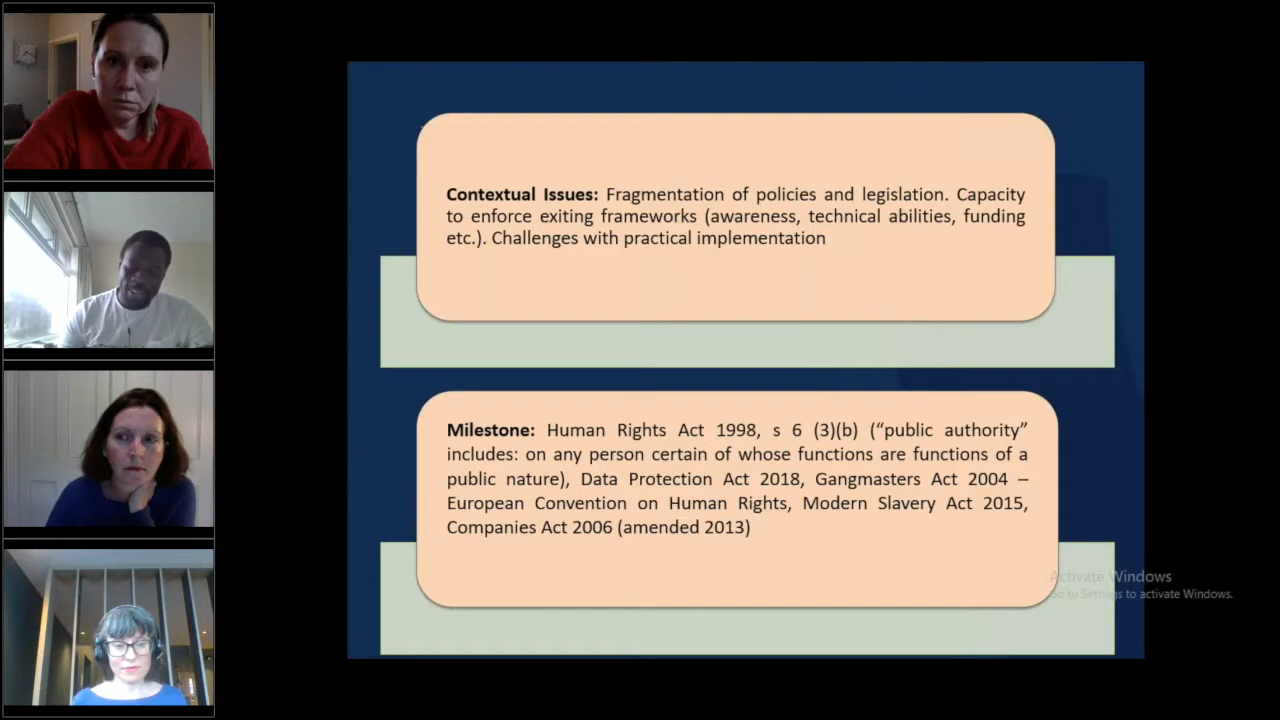 Contextual Issues: Fragmentation of policies and legislation. Capacity
to enforce exiting frameworks (awareness, technical abilities, funding
etc.). Challenges with practical implementation
Milestone: Human Rights Act 1998, s 6 (3)(b) (“public authority”
includes: on any person certain of whose functions are functions of a
public nature), Data Protection Act 2018, Gangmasters Act 2004 –
European Convention on Human Rights, Modern Slavery Act 2015,
Companies Act 2006 (amended 2013)
Activate Windows
Go to Settings to activate Windows.